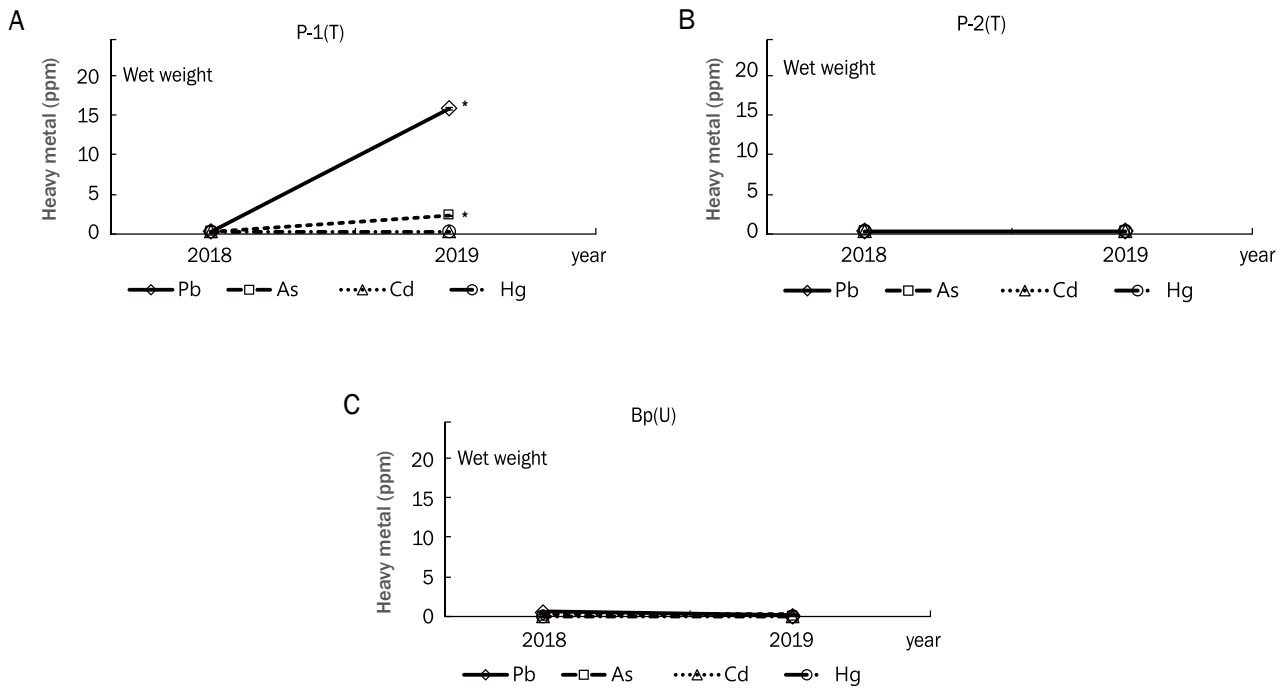 A
P-1(T)
Heavy metal (ppm)
Wet weight
20
15
10
5
0
*
*
2018 2019 year
Pb As Cd Hg
B
P-2(T)
Heavy metal (ppm)
Wet weight
20
15
10
5
0
2018 2019 year
Pb As Cd Hg
C
Bp(U)
Heavy metal (ppm)
Wet weight
20
15
10
5
0
2018 2019 year
Pb As Cd Hg